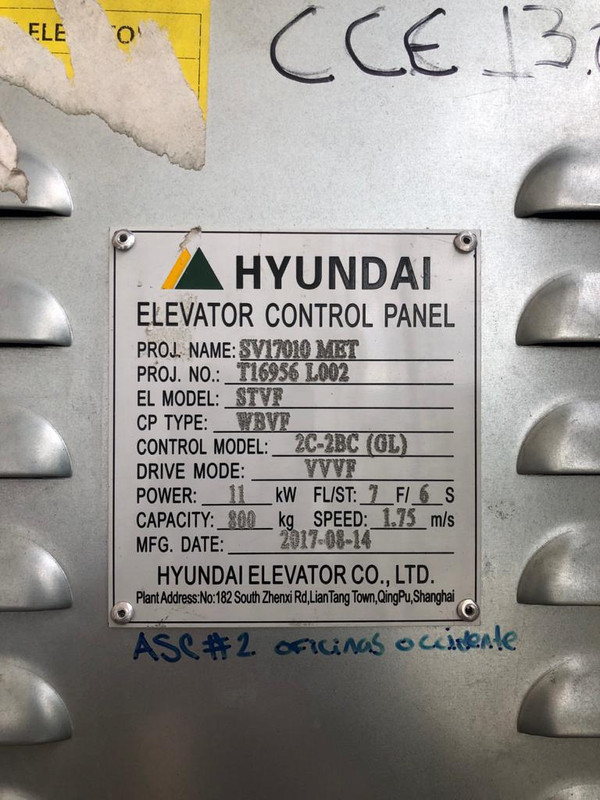 CCE 13.
HYUNDAI
ELEVATOR CONTROL PANEL
PROJ. NAME: SV17010 MET
PROJ. NO.: T16956 L002
EL MODEL: STVF
CP TYPE: WBVF
CONTROL MODEL: 2C-2BC (GL)
DRIVE MODE: VVVF
POWER: 11 kW FL/ST: 7 F/ 6 S
CAPACITY: 800 kg SPEED: 1.75 m/s
MFG. DATE: 2017-08-14
HYUNDAI ELEVATOR CO., LTD.
Plant Address:No:182 South Zhenxi Rd,LianTang Town,QingPu,Shanghai
ASC #2 oficinas occidente